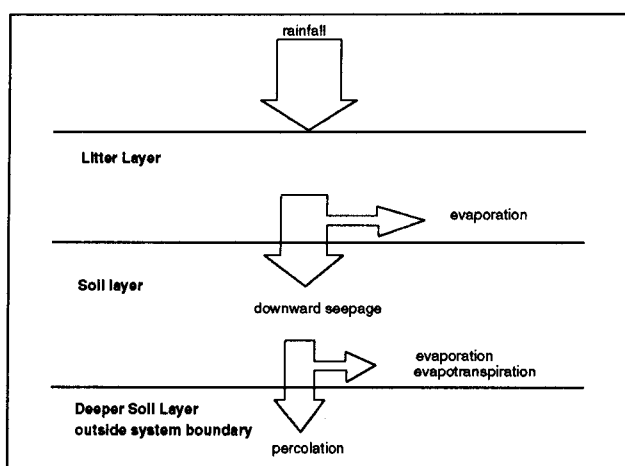 rainfall
Litter Layer
evaporation
Soil layer
downward seepage
evaporation
evapotranspiration
Deeper Soil Layer
outside system boundary
percolation